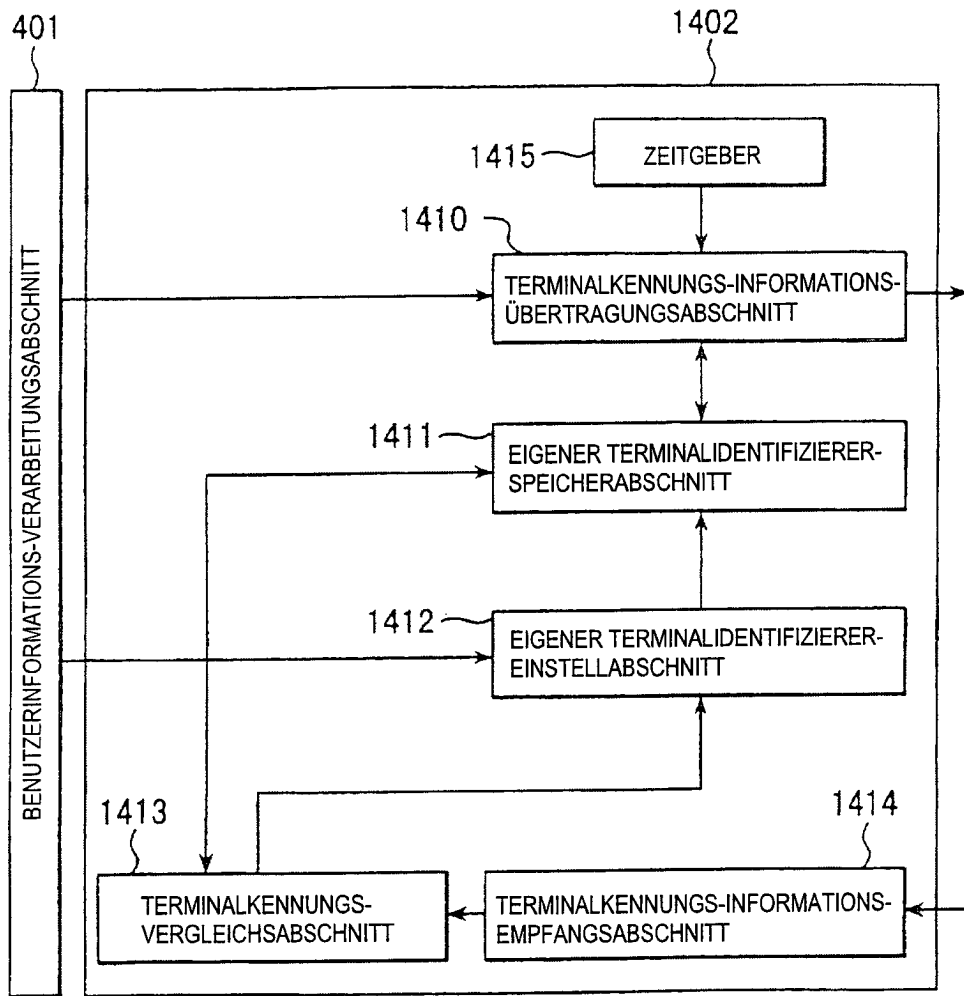 401
1402
BENUTZERINFORMATIONS-VERARBEITUNGSABSCHNITT
1415
ZEITGEBER
1410
TERMINALKENNUNGS-INFORMATIONS-
ÜBERTRAGUNGSABSCHNITT
1411
EIGENER TERMINALIDENTIFIZIERER-
SPEICHERABSCHNITT
1412
EIGENER TERMINALIDENTIFIZIERER-
EINSTELLABSCHNITT
1413
TERMINALKENNUNGS-
VERGLEICHSABSCHNITT
1414
TERMINALKENNUNGS-INFORMATIONS-
EMPFANGSABSCHNITT